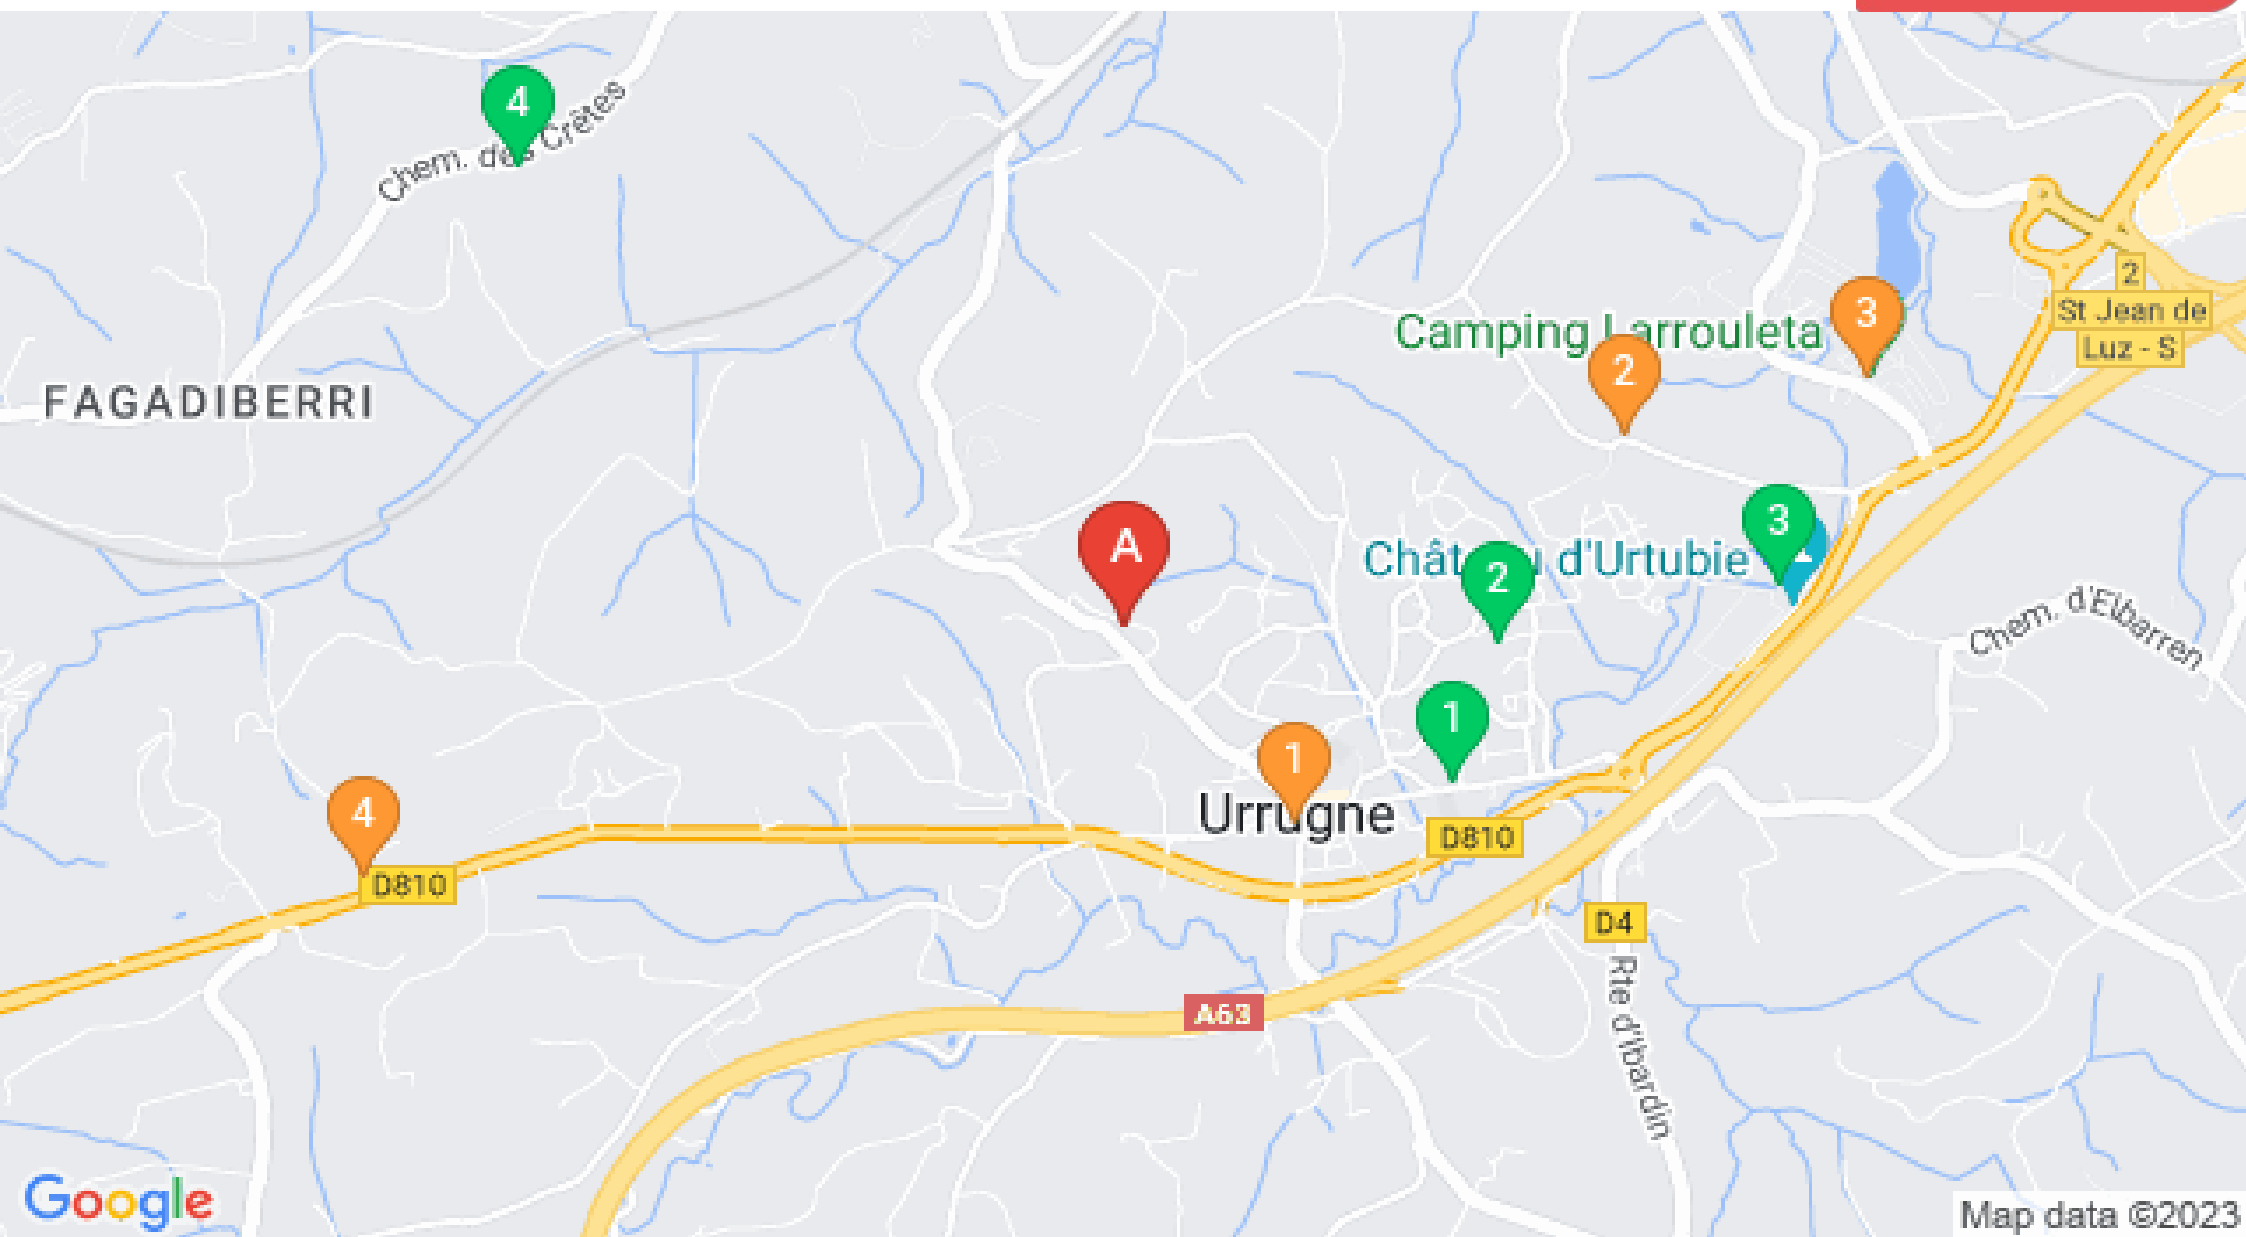 4
Chem. des Crêtes
2
St Jean de
Luz - S
3
Camping Larrouleta
2
FAGADIBERRI
3
A
Château d'Urtubie
2
Chem. d'Elbarren
1
1
4
Urrugne
D810
D810
D4
A63
Rte d'Ibardin
Google
Map data ©2023